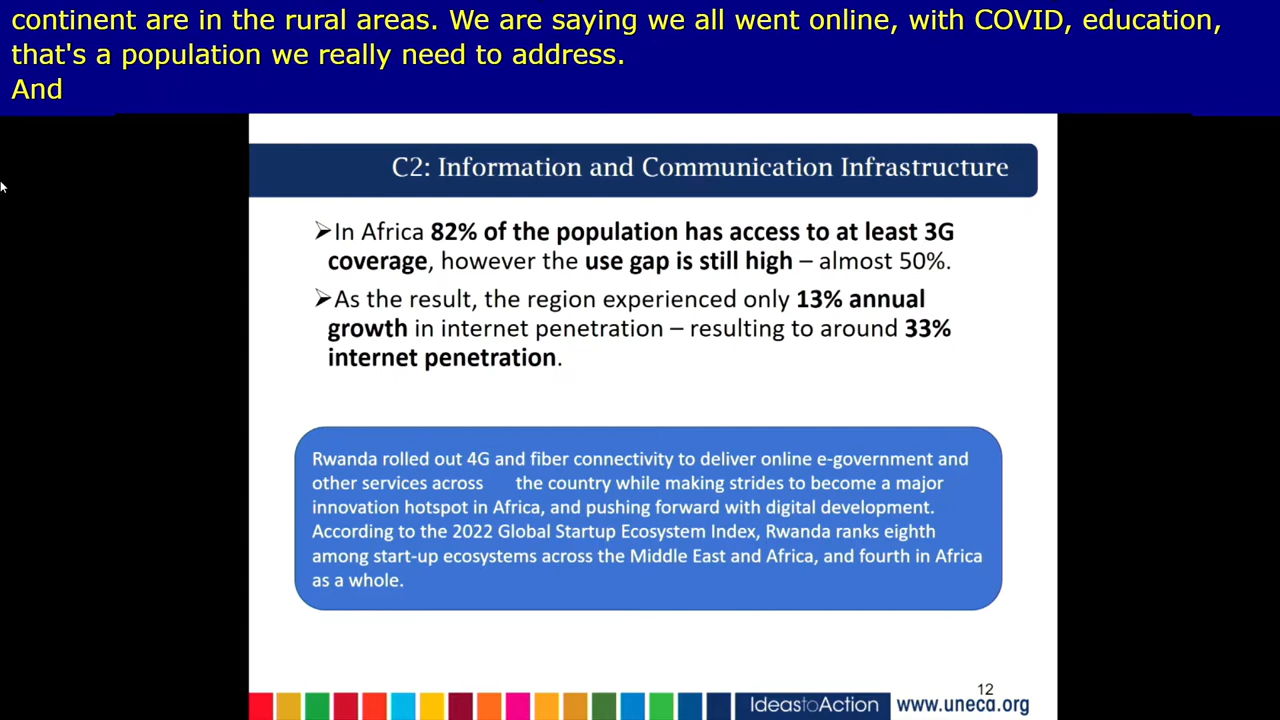 continent are in the rural areas. We are saying we all went online, with COVID, education,
that's a population we really need to address.
And
C2: Information and Communication Infrastructure
➢In Africa 82% of the population has access to at least 3G
coverage, however the use gap is still high – almost 50%.
➢As the result, the region experienced only 13% annual
growth in internet penetration – resulting to around 33%
internet penetration.
Rwanda rolled out 4G and fiber connectivity to deliver online e-government and
other services across the country while making strides to become a major
innovation hotspot in Africa, and pushing forward with digital development.
According to the 2022 Global Startup Ecosystem Index, Rwanda ranks eighth
among start-up ecosystems across the Middle East and Africa, and fourth in Africa
as a whole.
12
IdeastoAction www.uneca.org